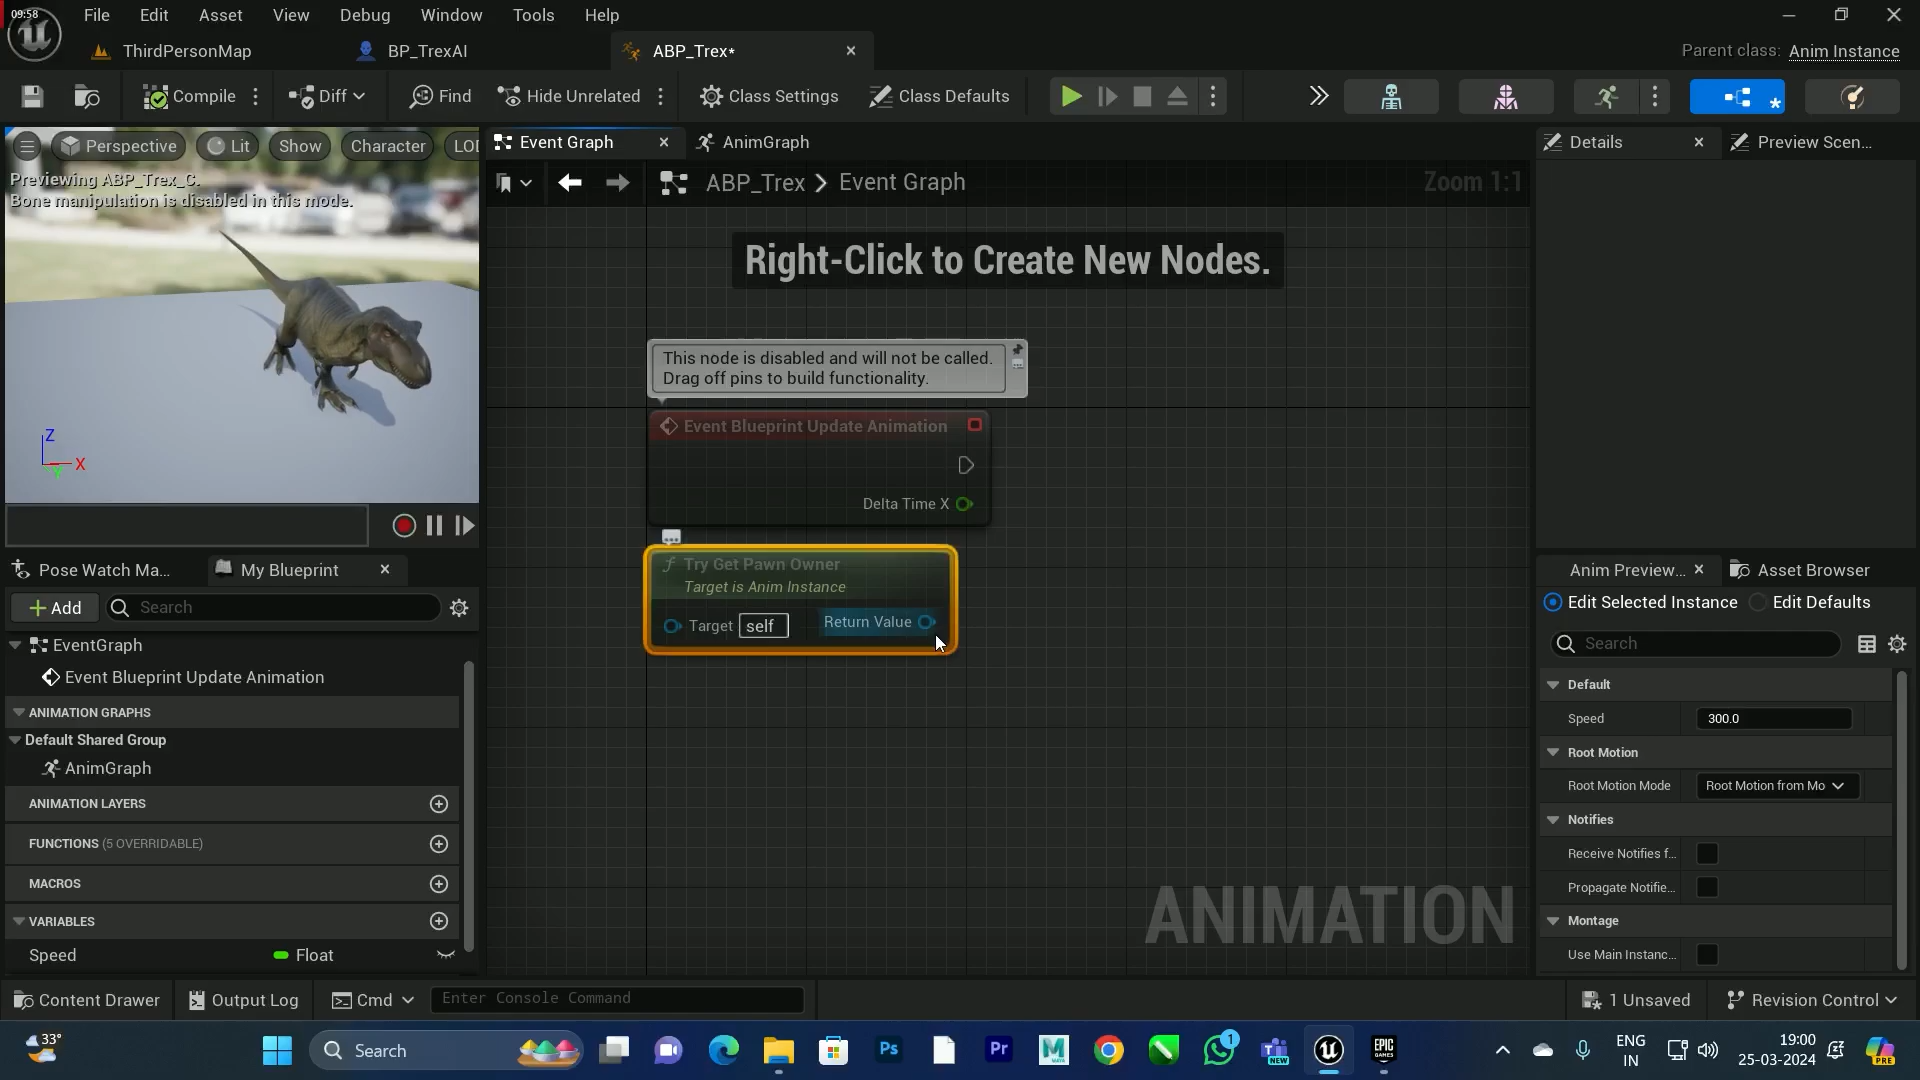 09:58
File Edit Asset View Debug Window Tools Help
ThirdPersonMap BP_TrexAI ABP_Trex* Parent class: Anim Instance
Compile Diff Find Hide Unrelated Class Settings Class Defaults
Perspective Lit Show Character LOD
Previewing ABP_Trex_C.
Bone manipulation is disabled in this mode.
Z
X
Y
Event Graph AnimGraph
ABP_Trex > Event Graph Zoom 1:1
Right-Click to Create New Nodes.
This node is disabled and will not be called.
Drag off pins to build functionality.
Event Blueprint Update Animation
Delta Time X
Try Get Pawn Owner
Target is Anim Instance
Target self Return Value
ANIMATION
Pose Watch Ma... My Blueprint
Add Search
EventGraph
Event Blueprint Update Animation
ANIMATION GRAPHS
Default Shared Group
AnimGraph
ANIMATION LAYERS
FUNCTIONS (5 OVERRIDABLE)
MACROS
VARIABLES
Speed Float
Details Preview Scen...
Anim Preview... Asset Browser
Edit Selected Instance Edit Defaults
Search
Default
Speed 300.0
Root Motion
Root Motion Mode Root Motion from Mo
Notifies
Receive Notifies f...
Propagate Notifie...
Montage
Use Main Instanc...
Content Drawer Output Log Cmd Enter Console Command 1 Unsaved Revision Control
33° Search Ps Pr M MAYA 1 NEW EPIC GAMES ENG IN 19:00 25-03-2024 PRE